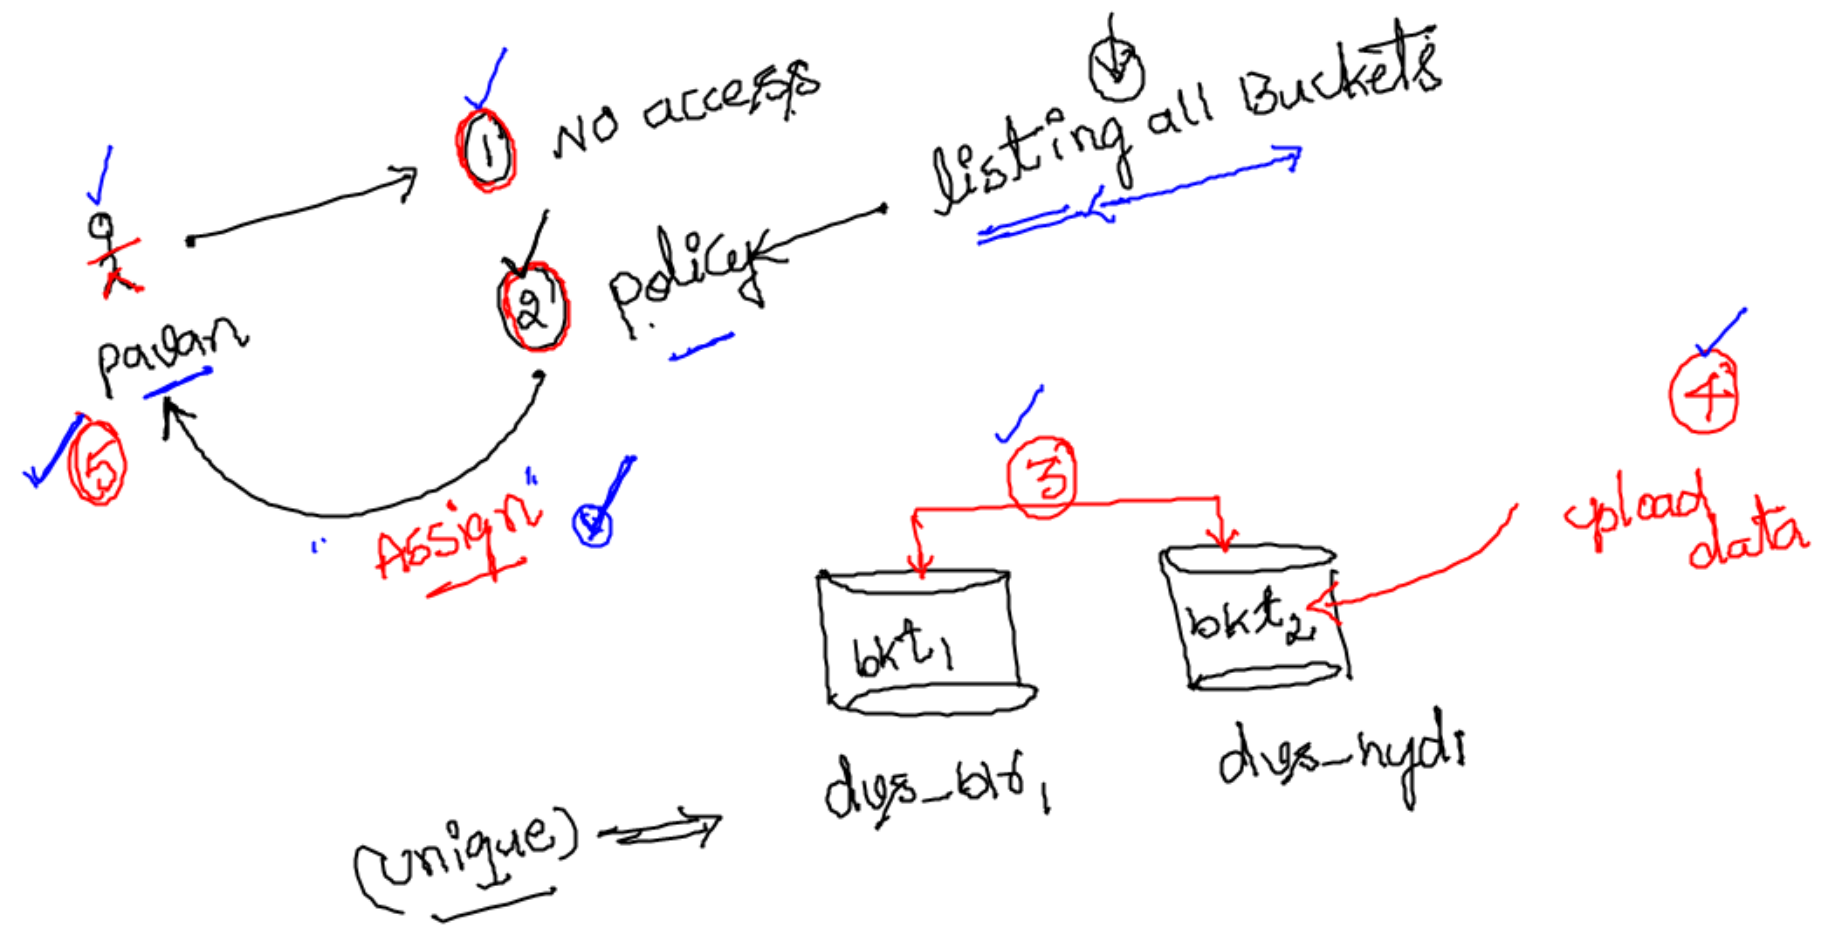 1 NO access
listing all Buckets
2 policy
pavan
5
"Assign"
3
4
upload
data
bkt1
bkt2
dvs_hyd1
(unique)